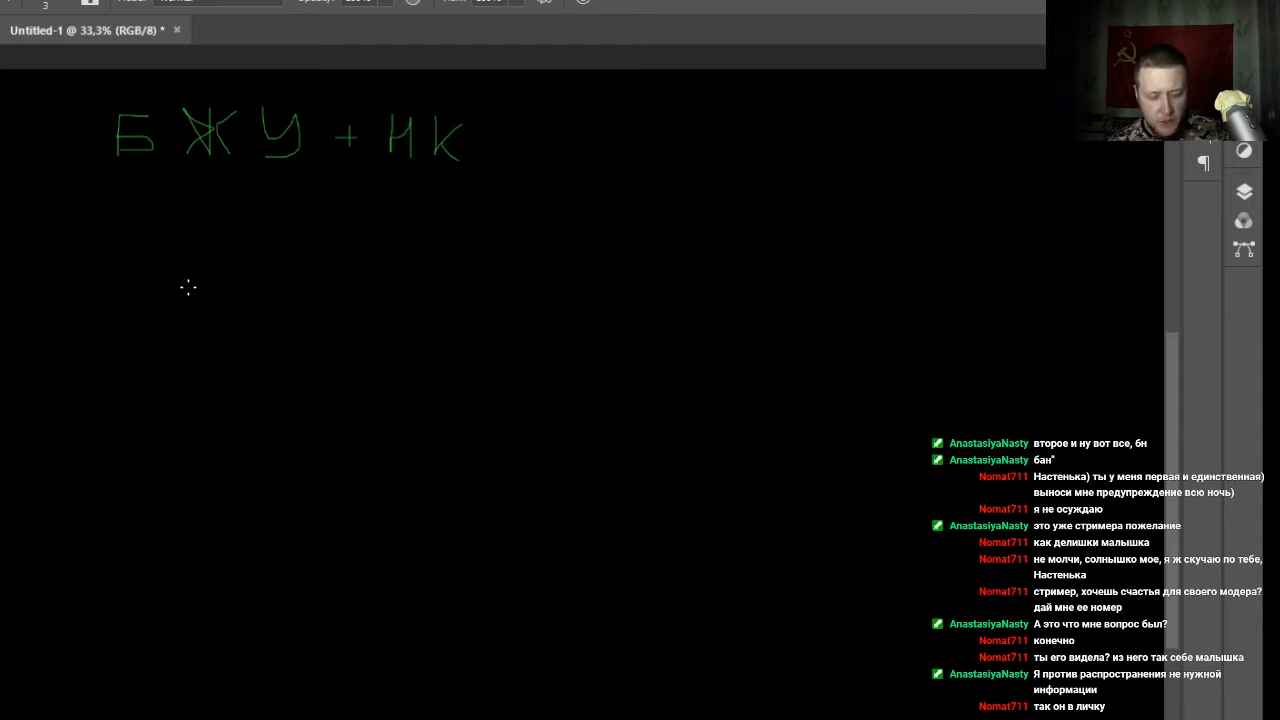 3
Untitled-1 @ 33,3% (RGB/8) *
Б Ж У + Н К
AnastasiyaNasty второе и ну вот все, бн
AnastasiyaNasty бан"
Nomat711 Настенька) ты у меня первая и единственная)
выноси мне предупреждение всю ночь)
Nomat711 я не осуждаю
AnastasiyaNasty это уже стримера пожелание
Nomat711 как делишки малышка
Nomat711 не молчи, солнышко мое, я ж скучаю по тебе,
Настенька
Nomat711 стример, хочешь счастья для своего модера?
дай мне ее номер
AnastasiyaNasty А это что мне вопрос был?
Nomat711 конечно
Nomat711 ты его видела? из него так себе малышка
AnastasiyaNasty Я против распространения не нужной
информации
Nomat711 так он в личку